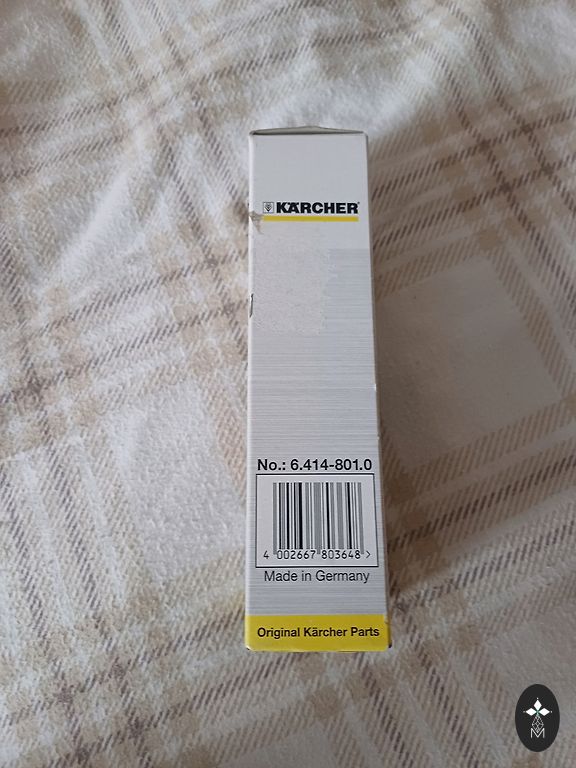 KÄRCHER
No.: 6.414-801.0
4 002667 803648 >
Made in Germany
Original Kärcher Parts
M